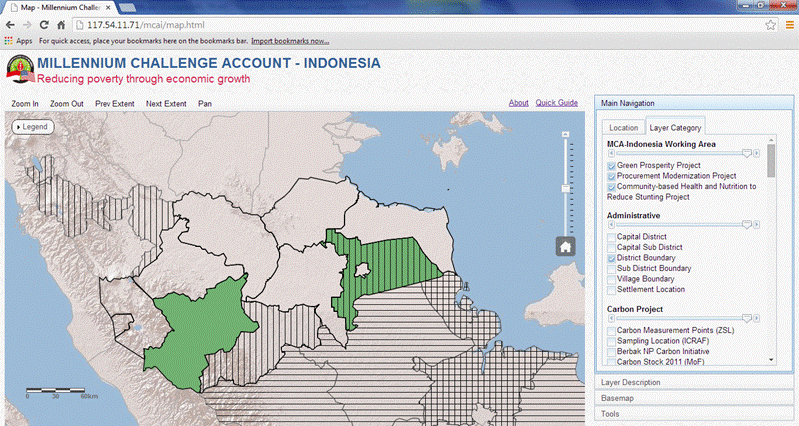 Map - Millennium Challen
117.54.11.71/mcai/map.html
Apps For quick access, place your bookmarks here on the bookmarks bar. Import bookmarks now...
MILLENNIUM CHALLENGE ACCOUNT - INDONESIA
Reducing poverty through economic growth
Zoom In Zoom Out Prev Extent Next Extent Pan About Quick Guide
Legend
0 30 60km
Main Navigation
Location Layer Category
MCA-Indonesia Working Area
Green Prosperity Project
Procurement Modernization Project
Community-based Health and Nutrition to
Reduce Stunting Project
Administrative
Capital District
Capital Sub District
District Boundary
Sub District Boundary
Village Boundary
Settlement Location
Carbon Project
Carbon Measurement Points (ZSL)
Sampling Location (ICRAF)
Berbak NP Carbon Initiative
Carbon Stock 2011 (MoF)
Layer Description
Basemap
Tools